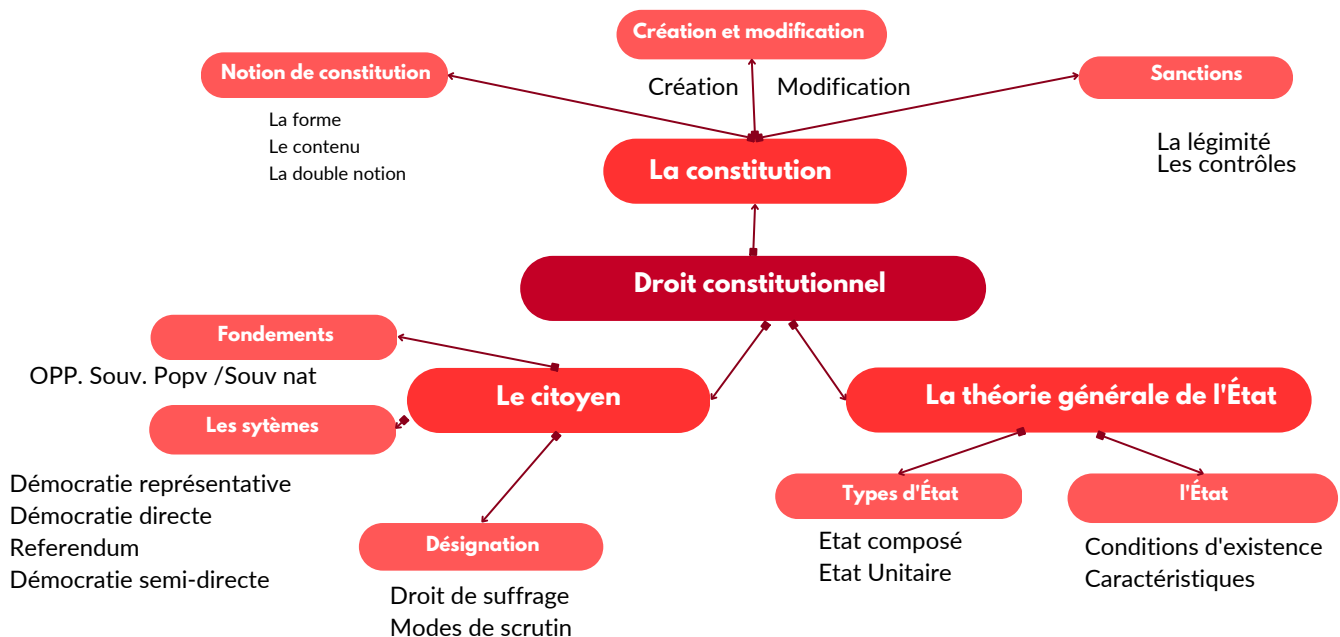 Création et modification
Notion de constitution
Sanctions
Création
Modification
La forme
Le contenu
La double notion
La légimité
Les contrôles
La constitution
Droit constitutionnel
Fondements
OPP. Souv. Popv /Souv nat
Le citoyen
La théorie générale de l'État
Les sytèmes
Démocratie représentative
Démocratie directe
Referendum
Démocratie semi-directe
Désignation
Droit de suffrage
Modes de scrutin
Types d'État
Etat composé
Etat Unitaire
l'État
Conditions d'existence
Caractéristiques